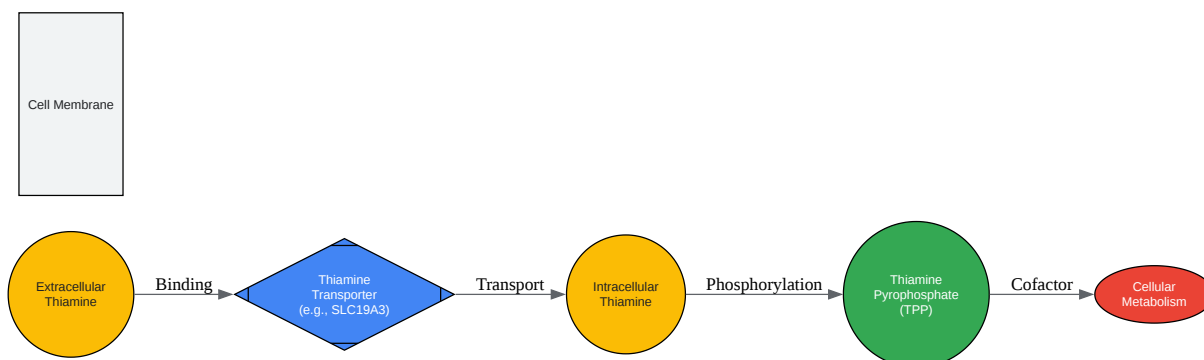 Cell Membrane
Extracellular
Thiamine
Binding
Thiamine
Transporter
(e.g., SLC19A3)
Transport
Intracellular
Thiamine
Phosphorylation
Thiamine
Pyrophosphate
(TPP)
Cofactor
Cellular
Metabolism